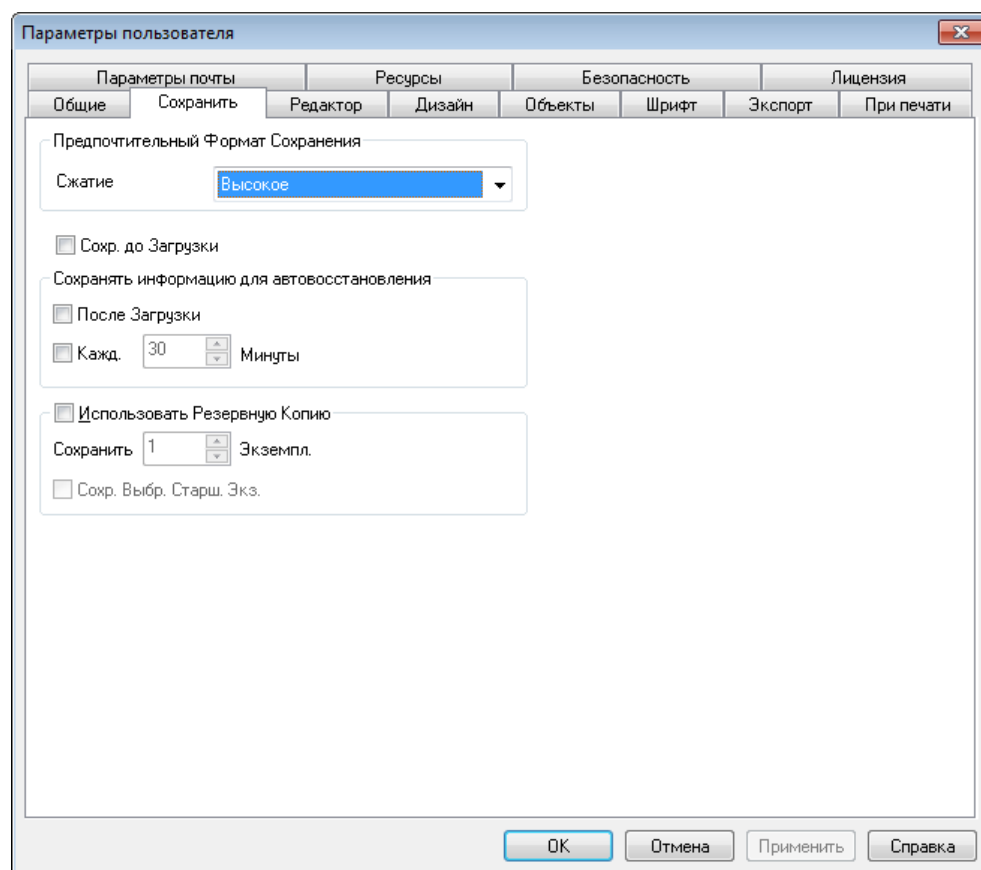 Параметры пользователя
Параметры почты Ресурсы Безопасность Лицензия
Общие Сохранить Редактор Дизайн Объекты Шрифт Экспорт При печати
Предпочтительный Формат Сохранения
Сжатие Высокое
Сохр. до Загрузки
Сохранять информацию для автовосстановления
После Загрузки
Кажд. 30 Минуты
Использовать Резервную Копию
Сохранить 1 Экземпл.
Сохр. Выбр. Старш. Экз.
OK Отмена Применить Справка